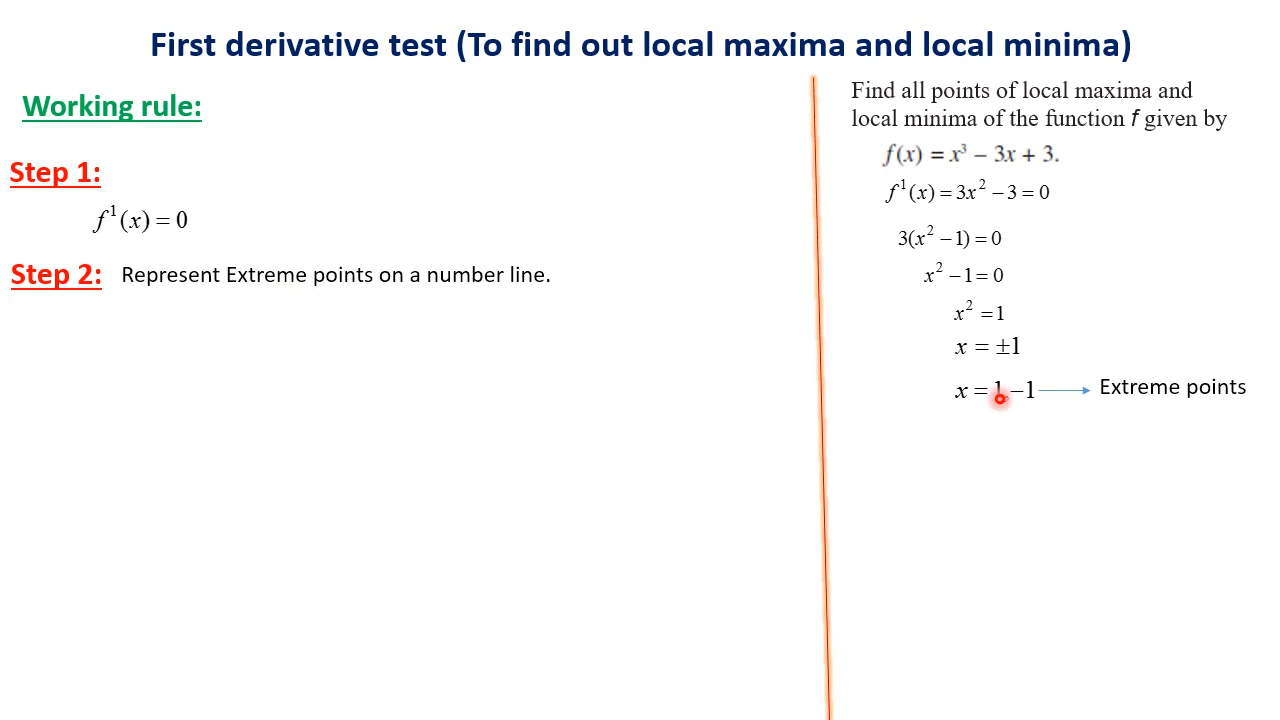 First derivative test (To find out local maxima and local minima)
Working rule:
Step 1:
f¹(x) = 0
Step 2: Represent Extreme points on a number line.
Find all points of local maxima and
local minima of the function f given by
f(x) = x³ − 3x + 3.
f¹(x) = 3x² − 3 = 0
3(x² − 1) = 0
x² − 1 = 0
x² = 1
x = ±1
x = 1, −1 Extreme points